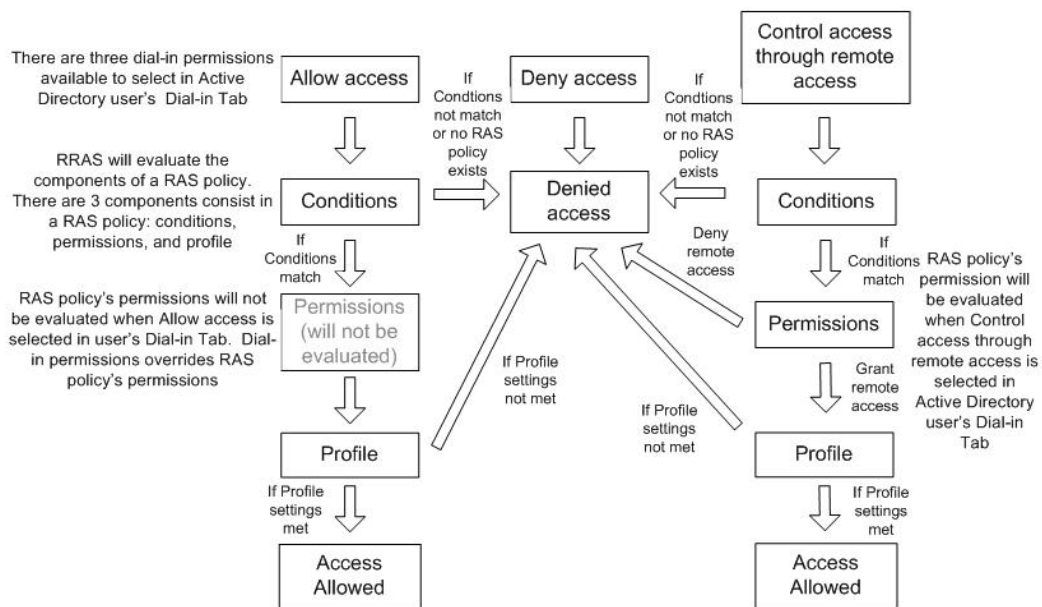 There are three dial-in permissions
available to select in Active
Directory user's Dial-in Tab
Allow access
If
Condtions
not match
or no RAS
policy
exists
Deny access
If
Condtions
not match
or no RAS
policy
exists
Control access
through remote
access
RRAS will evaluate the
components of a RAS policy.
There are 3 components consist in
a RAS policy: conditions,
permissions, and profile
Conditions
Denied
access
Conditions
If
Conditions
match
Deny
remote
access
If
Conditions
match
RAS policy's permissions will not
be evaluated when Allow access is
selected in user's Dial-in Tab. Dial-
in permissions overrides RAS
policy's permissions
Permissions
(will not be
evaluated)
Permissions
RAS policy's
permission will
be evaluated
when Control
access through
remote access is
selected in
Active Directory
user's Dial-in
Tab
If Profile
settings
not met
If Profile
settings
not met
Grant remote
access
Profile
Profile
If Profile
settings
met
If Profile
settings
met
Access
Allowed
Access
Allowed